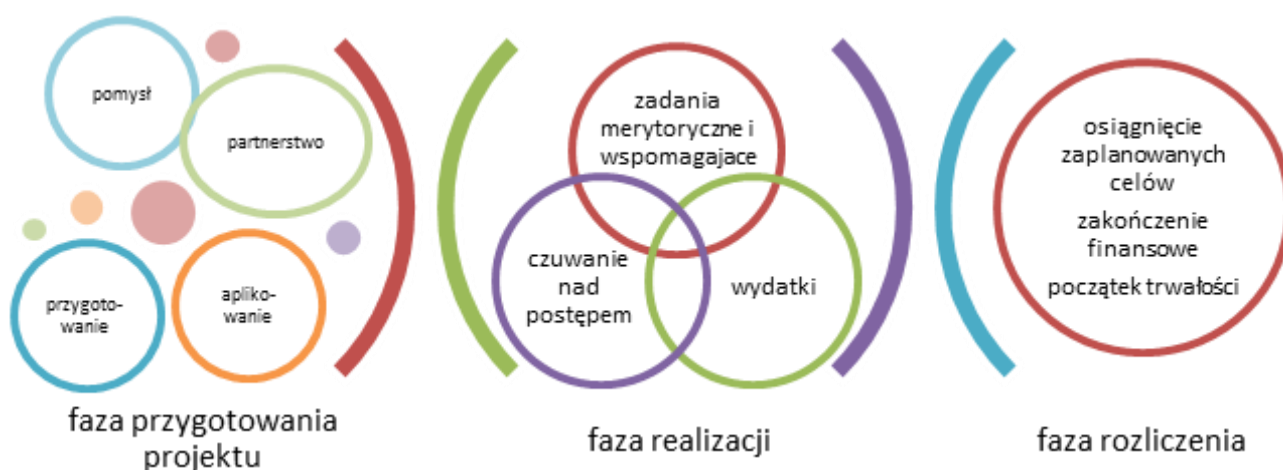 pomysł
partnerstwo
przygoto-
wanie
apliko-
wanie
faza przygotowania
projektu
zadania
merytoryczne i
wspomagajace
czuwanie
nad
postępem
wydatki
faza realizacji
osiągnięcie
zaplanowanych
celów
zakończenie
finansowe
początek trwałości
faza rozliczenia